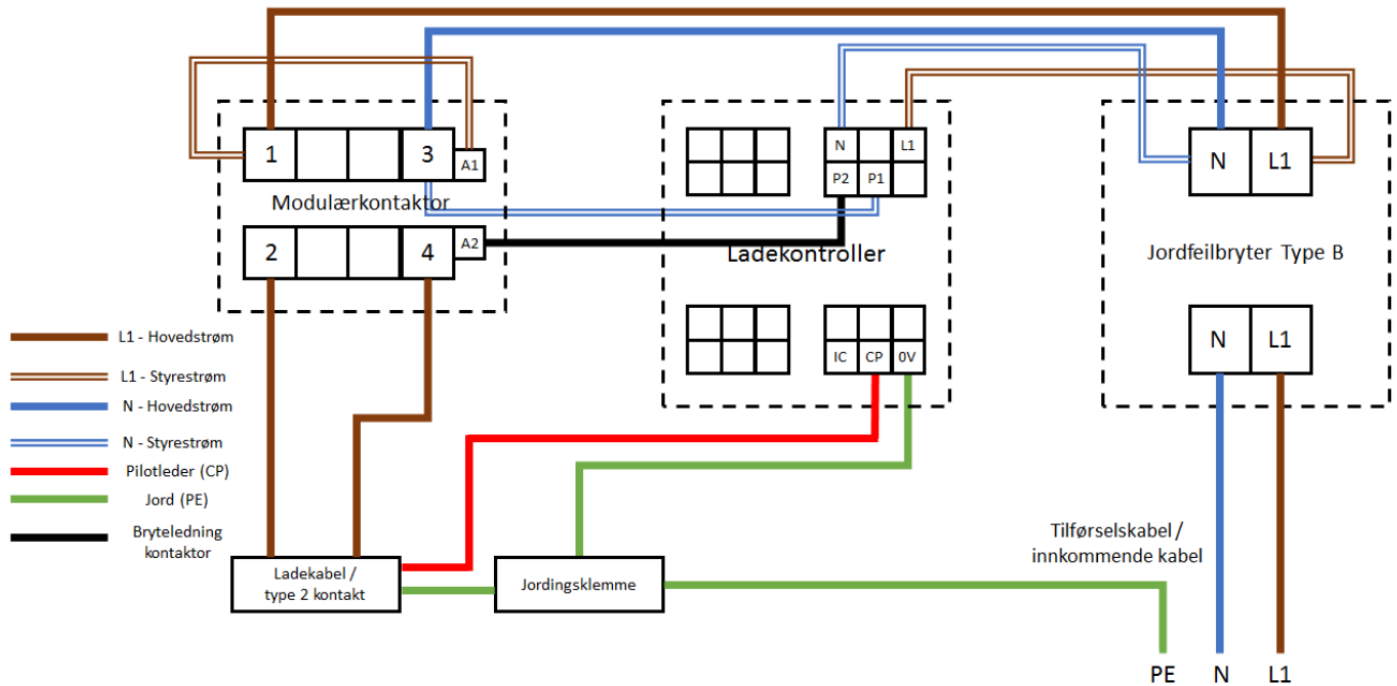 N
L1
1
3
A1
P2
P1
N
L1
Modulærkontaktor
2
4
A2
Ladekontroller
Jordfeilbryter Type B
L1 - Hovedstrøm
N
L1
IC
CP
0V
L1 - Styrestrøm
N - Hovedstrøm
N - Styrestrøm
Pilotleder (CP)
Jord (PE)
Bryteledning
kontaktor
Tilførselskabel /
innkommende kabel
Ladekabel /
type 2 kontakt
Jordingsklemme
PE
N
L1